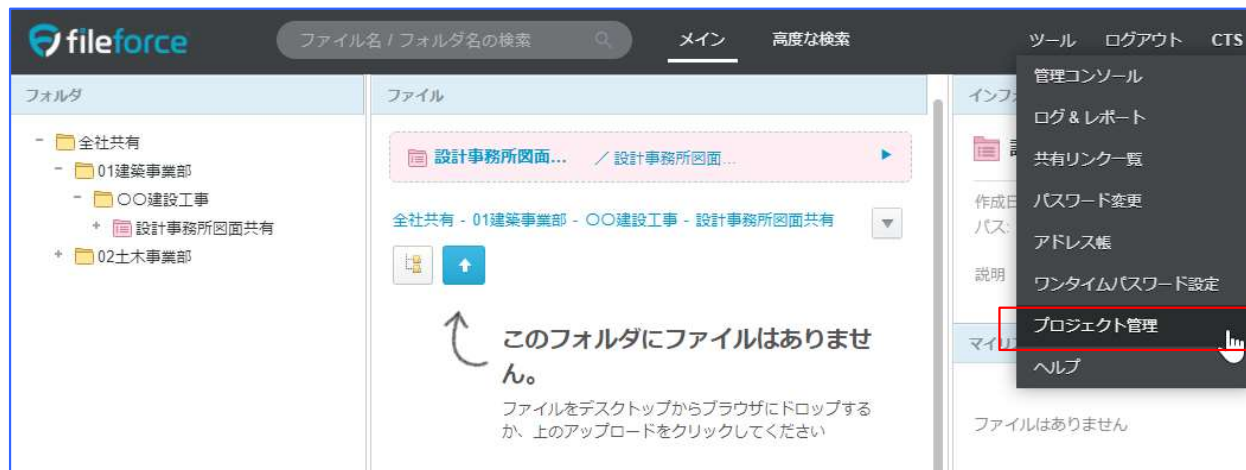 fileforce
ファイル名 / フォルダ名の検索
メイン
高度な検索
ツール
ログアウト
CTS
フォルダ
全社共有
01建築事業部
〇〇建設工事
設計事務所図面共有
02土木事業部
ファイル
設計事務所図面... / 設計事務所図面...
全社共有 - 01建築事業部 - 〇〇建設工事 - 設計事務所図面共有
このフォルダにファイルはありませ
ん。
ファイルをデスクトップからブラウザにドロップする
か、上のアップロードをクリックしてください
インフ
作成日
パス:
説明
マイリ
ファイルはありません
管理コンソール
ログ & レポート
共有リンク一覧
パスワード変更
アドレス帳
ワンタイムパスワード設定
プロジェクト管理
ヘルプ